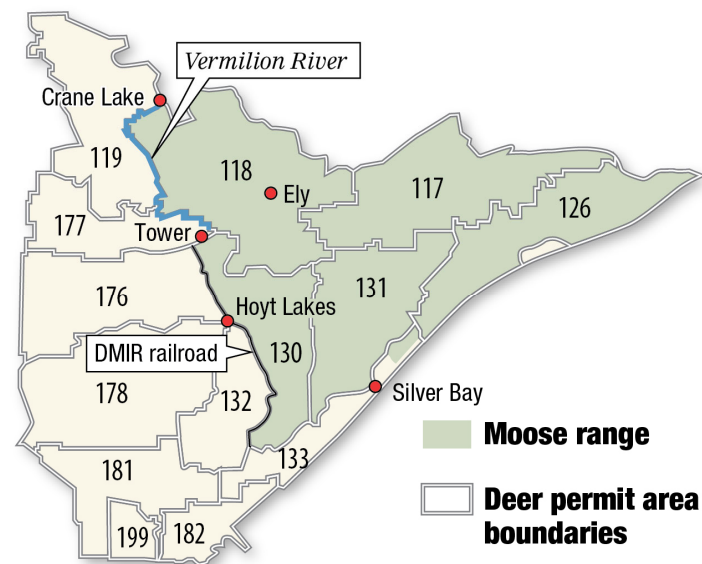 Vermilion River
Crane Lake
119
118
117
Ely
126
177
Tower
176
131
Hoyt Lakes
DMIR railroad
130
178
132
Silver Bay
Moose range
133
181
Deer permit area
boundaries
199
182